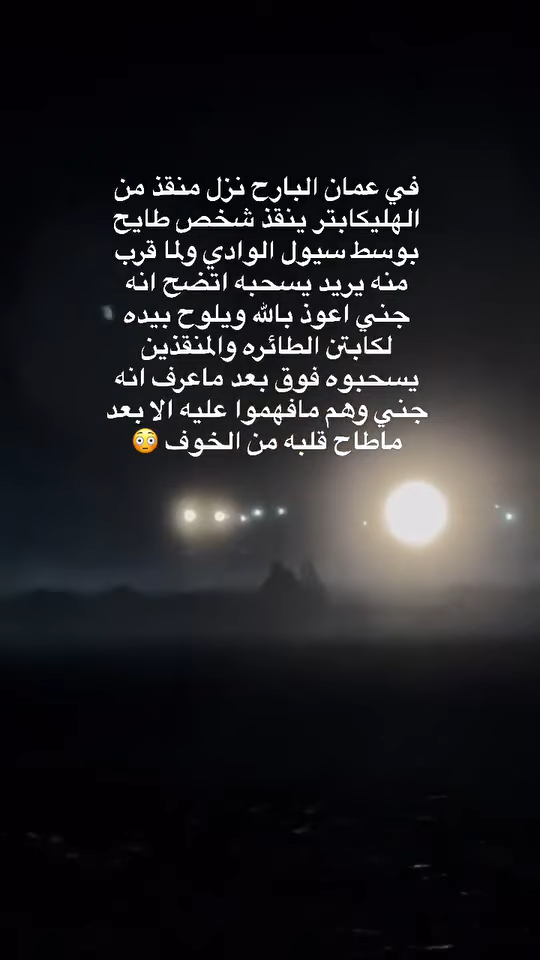 في عمان البارح نزل منقذ من
الهليكابتر ينقذ شخص طايح
بوسط سيول الوادي ولما قرب
منه يريد يسحبه اتضح انه
جني اعوذ بالله ويلوح بيده
لكابتن الطائره والمنقذين
يسحبوه فوق بعد ماعرف انه
جني وهم مافهموا عليه الا بعد
ماطاح قلبه من الخوف 😳